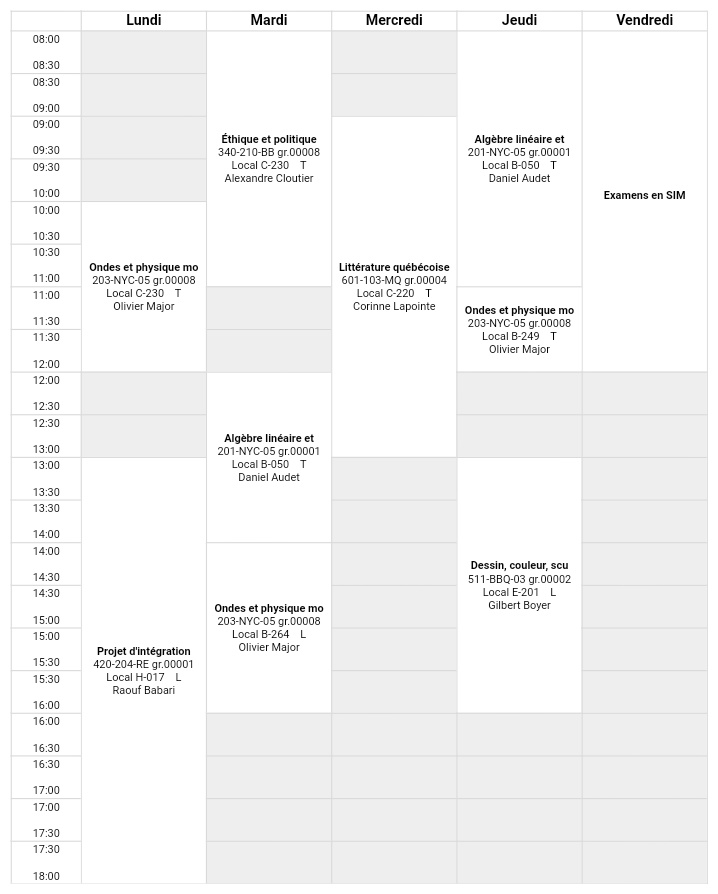 Lundi Mardi Mercredi Jeudi Vendredi
08:00
08:30
08:30
09:00
09:00
09:30
09:30
10:00
10:00
10:30
10:30
11:00
11:00
11:30
11:30
12:00
12:00
12:30
12:30
13:00
13:00
13:30
13:30
14:00
14:00
14:30
14:30
15:00
15:00
15:30
15:30
16:00
16:00
16:30
16:30
17:00
17:00
17:30
17:30
18:00
Ondes et physique mo
203-NYC-05 gr.00008
Local C-230 T
Olivier Major
Projet d'intégration
420-204-RE gr.00001
Local H-017 L
Raouf Babari
Éthique et politique
340-210-BB gr.00008
Local C-230 T
Alexandre Cloutier
Algèbre linéaire et
201-NYC-05 gr.00001
Local B-050 T
Daniel Audet
Ondes et physique mo
203-NYC-05 gr.00008
Local B-264 L
Olivier Major
Littérature québécoise
601-103-MQ gr.00004
Local C-220 T
Corinne Lapointe
Algèbre linéaire et
201-NYC-05 gr.00001
Local B-050 T
Daniel Audet
Ondes et physique mo
203-NYC-05 gr.00008
Local B-249 T
Olivier Major
Dessin, couleur, scu
511-BBQ-03 gr.00002
Local E-201 L
Gilbert Boyer
Examens en SIM